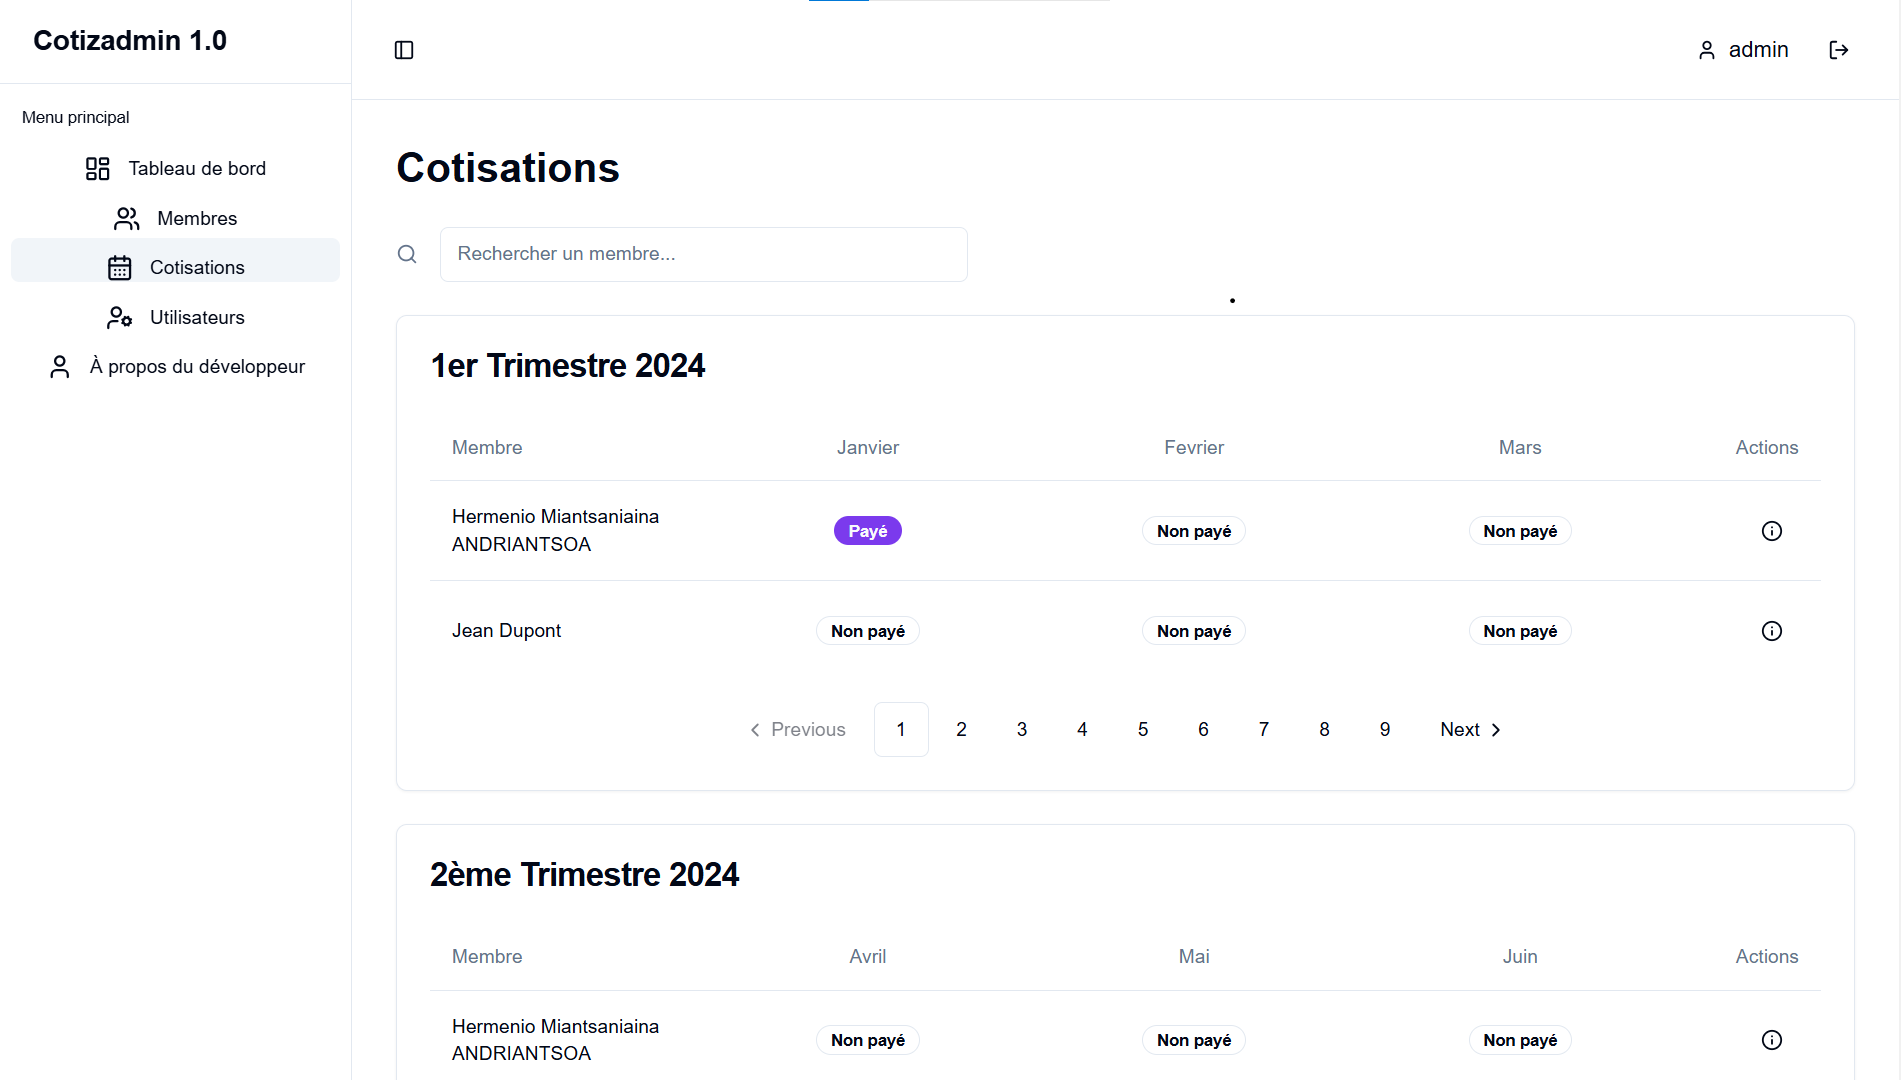 Cotizadmin 1.0
admin
Menu principal
Tableau de bord
Membres
Cotisations
Utilisateurs
À propos du développeur
Cotisations
Rechercher un membre...
1er Trimestre 2024
Membre Janvier Fevrier Mars Actions
Hermenio Miantsaniaina
ANDRIANTSOA
Payé Non payé Non payé
Jean Dupont Non payé Non payé Non payé
Previous 1 2 3 4 5 6 7 8 9 Next
2ème Trimestre 2024
Membre Avril Mai Juin Actions
Hermenio Miantsaniaina
ANDRIANTSOA
Non payé Non payé Non payé